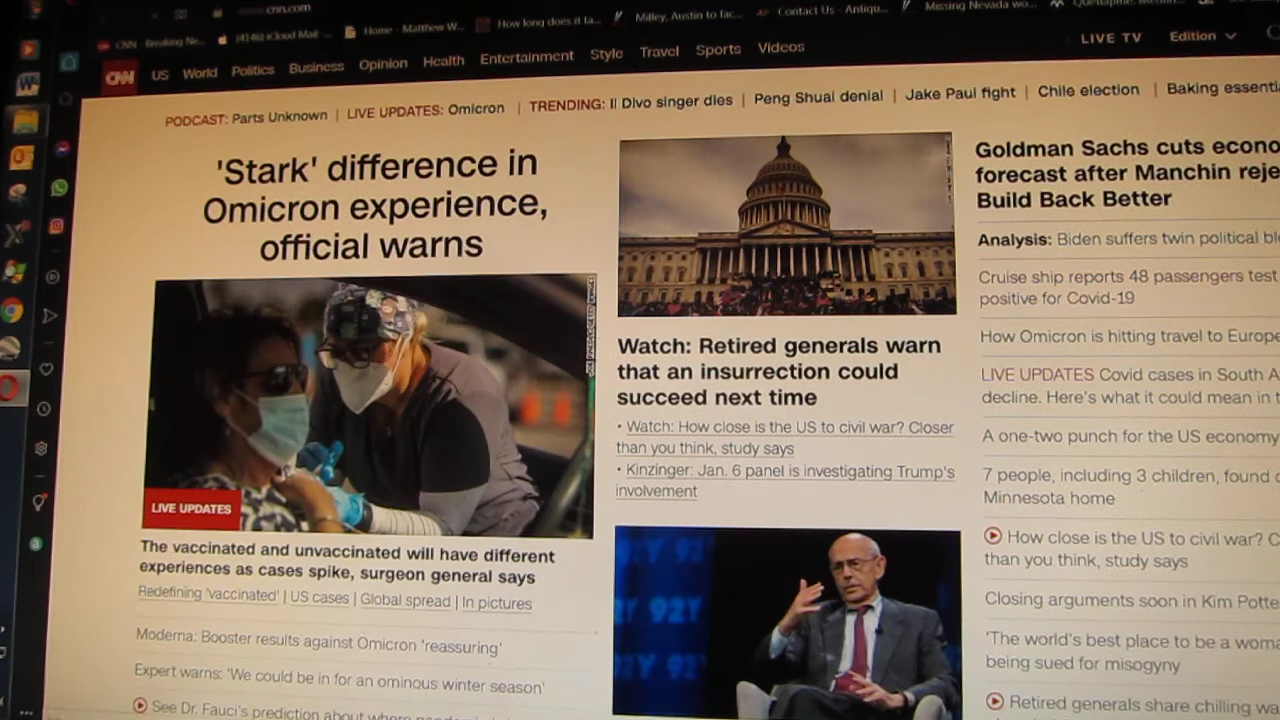 cnn.com
CNN Breaking Ne...
(4146) iCloud Mail
Home - Matthew W...
How long does it ta...
Milley, Austin to fac...
Contact Us - Antiqu...
Missing Nevada wo...
CNN
US World Politics Business Opinion Health Entertainment Style Travel Sports Videos
LIVE TV Edition
PODCAST: Parts Unknown | LIVE UPDATES: Omicron | TRENDING: Il Divo singer dies | Peng Shuai denial | Jake Paul fight | Chile election | Baking essenti
'Stark' difference in
Omicron experience,
official warns
LIVE UPDATES
The vaccinated and unvaccinated will have different
experiences as cases spike, surgeon general says
Redefining 'vaccinated' | US cases | Global spread | In pictures
Moderna: Booster results against Omicron 'reassuring'
Expert warns: 'We could be in for an ominous winter season'
See Dr. Fauci's prediction about
Watch: Retired generals warn
that an insurrection could
succeed next time
• Watch: How close is the US to civil war? Closer
than you think, study says
• Kinzinger: Jan. 6 panel is investigating Trump's
involvement
92Y 92
Y 92Y
92Y
Goldman Sachs cuts econo
forecast after Manchin reje
Build Back Better
Analysis: Biden suffers twin political bl
Cruise ship reports 48 passengers test
positive for Covid-19
How Omicron is hitting travel to Europe
LIVE UPDATES Covid cases in South A
decline. Here's what it could mean in t
A one-two punch for the US economy
7 people, including 3 children, found
Minnesota home
How close is the US to civil war? C
than you think, study says
Closing arguments soon in Kim Potte
'The world's best place to be a woma
being sued for misogyny
Retired generals share chilling wa